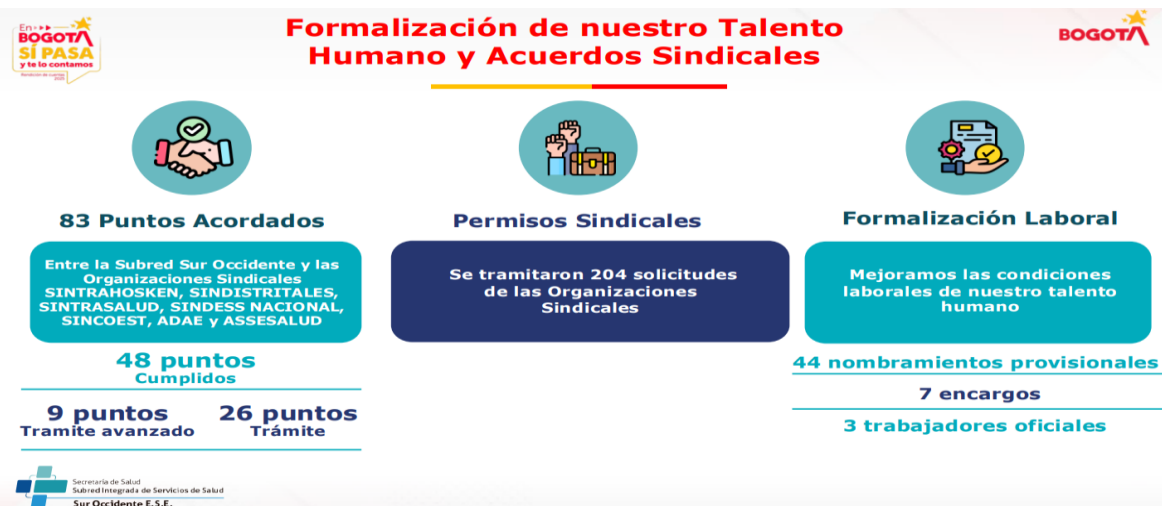 En
BOGOTÁ
SÍ PASA
y te lo contamos
Rendición de cuentas
2025
Formalización de nuestro Talento
Humano y Acuerdos Sindicales
BOGOTÁ
83 Puntos Acordados
Entre la Subred Sur Occidente y las
Organizaciones Sindicales
SINTRAHOSKEN, SINDISTRITALES,
SINTRASALUD, SINDESS NACIONAL,
SINCOEST, ADAE y ASSESALUD
48 puntos
Cumplidos
9 puntos
Tramite avanzado
26 puntos
Trámite
Permisos Sindicales
Se tramitaron 204 solicitudes
de las Organizaciones
Sindicales
Formalización Laboral
Mejoramos las condiciones
laborales de nuestro talento
humano
44 nombramientos provisionales
7 encargos
3 trabajadores oficiales
Secretaría de Salud
Subred Integrada de Servicios de Salud
Sur Occidente E.S.E.